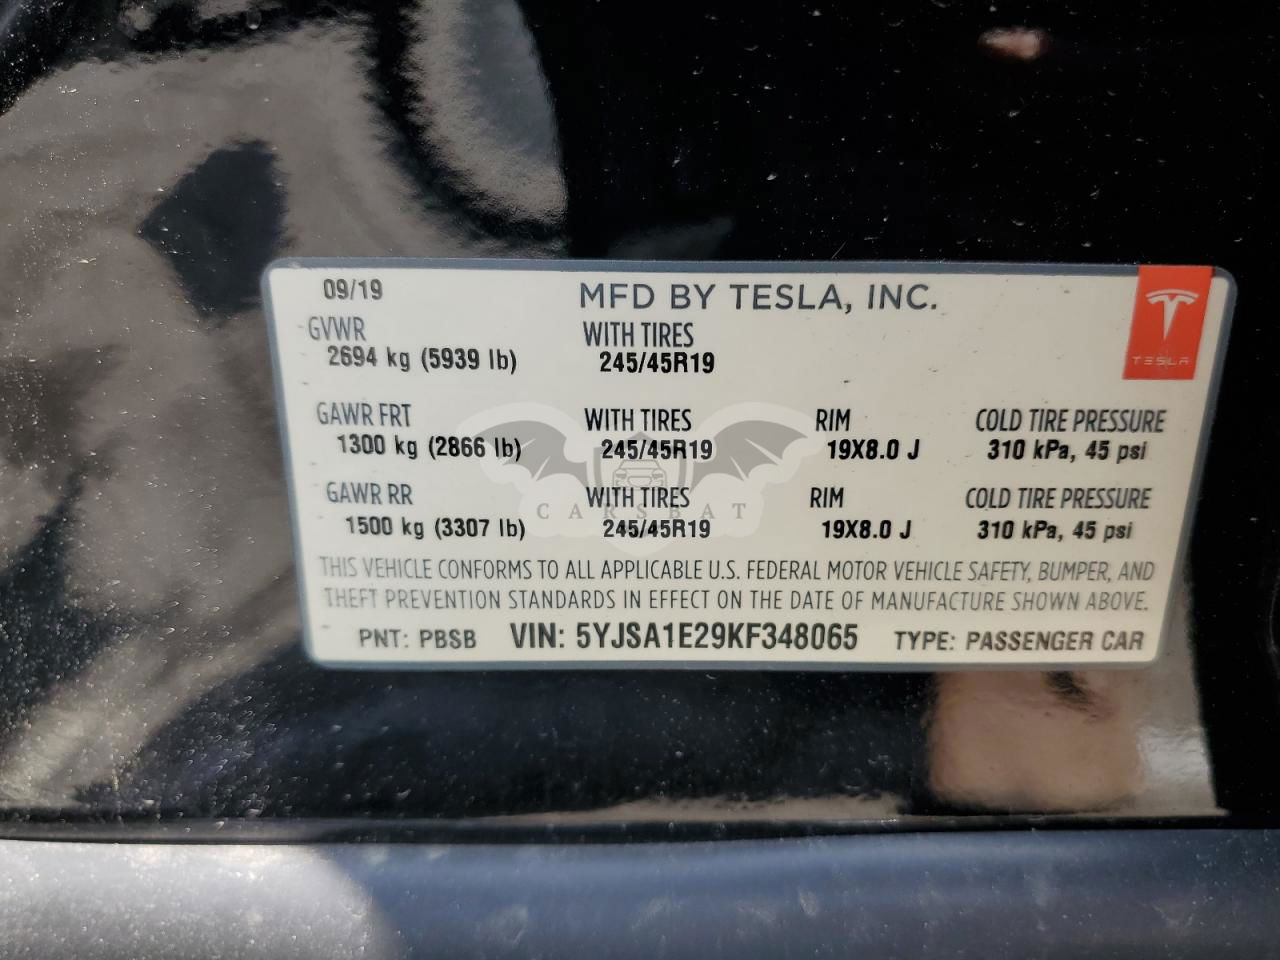 09/19 MFD BY TESLA, INC.
GVWR WITH TIRES
2694 kg (5939 lb) 245/45R19
TESLA
GAWR FRT WITH TIRES RIM COLD TIRE PRESSURE
1300 kg (2866 lb) 245/45R19 19X8.0 J 310 kPa, 45 psi
GAWR RR WITH TIRES RIM COLD TIRE PRESSURE
CARSBAT
1500 kg (3307 lb) 245/45R19 19X8.0 J 310 kPa, 45 psi
THIS VEHICLE CONFORMS TO ALL APPLICABLE U.S. FEDERAL MOTOR VEHICLE SAFETY, BUMPER, AND
THEFT PREVENTION STANDARDS IN EFFECT ON THE DATE OF MANUFACTURE SHOWN ABOVE.
PNT: PBSB VIN: 5YJSA1E29KF348065 TYPE: PASSENGER CAR